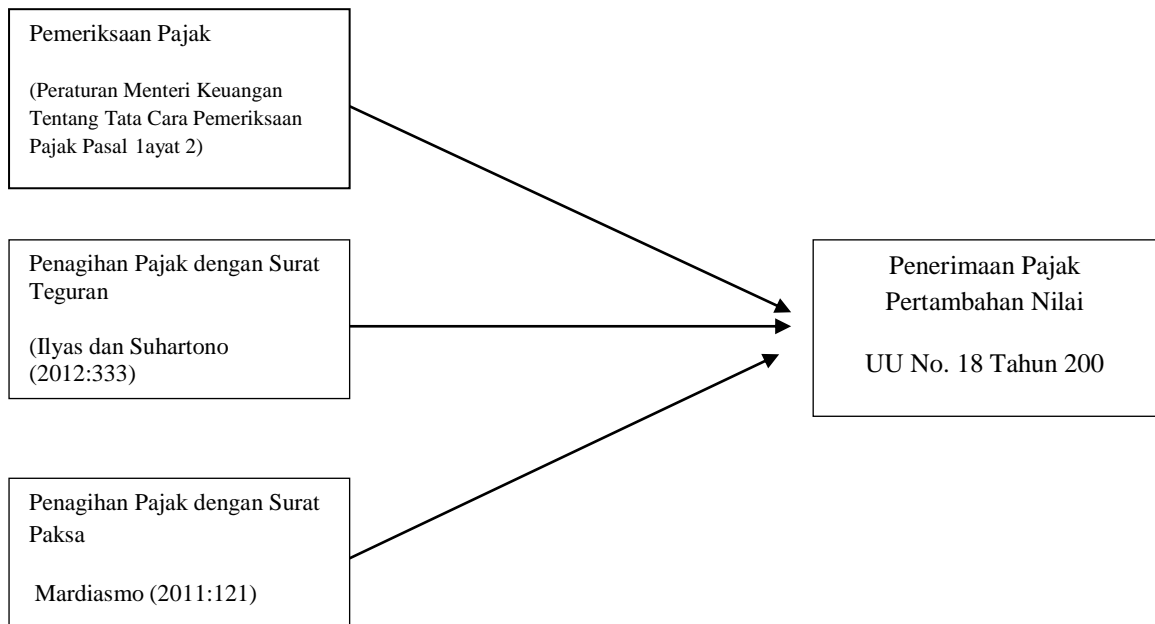 Pemeriksaan Pajak
(Peraturan Menteri Keuangan
Tentang Tata Cara Pemeriksaan
Pajak Pasal 1ayat 2)
Penagihan Pajak dengan Surat
Teguran
(Ilyas dan Suhartono
(2012:333)
Penagihan Pajak dengan Surat
Paksa
Mardiasmo (2011:121)
Penerimaan Pajak
Pertambahan Nilai
UU No. 18 Tahun 200